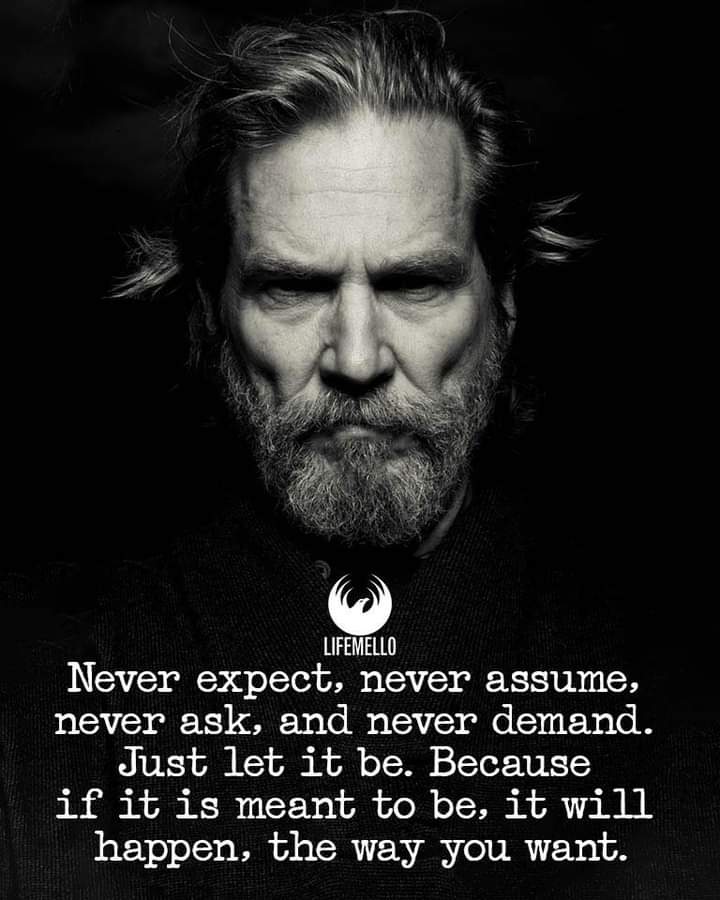 LIFEMELLO
Never expect, never assume,
never ask, and never demand.
Just let it be. Because
if it is meant to be, it will
happen, the way you want.